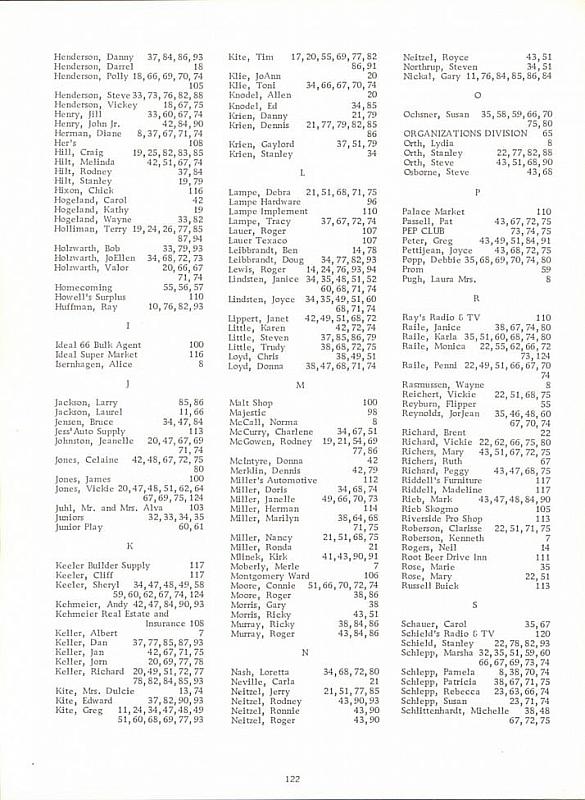 Henderson, Danny 37,84,86,93
Henderson, Darrel 18
Henderson, Polly 18,66,69,70,74
105
Henderson, Steve 33,73,76,82,88
Henderson, Vickey 18,67,75
Henry, Jill 33,60,67,74
Henry, John Jr. 42,84,90
Herman, Diane 8,37,67,71,74
Her's 108
Hill, Craig 19,25,82,83,85
Hilt, Melinda 42,51,67,74
Hilt, Rodney 37,84
Hilt, Stanley 19,79
Hixon, Chick 116
Hogeland, Carol 42
Hogeland, Kathy 19
Hogeland, Wayne 33,82
Holliman, Terry 19,24,26,77,85
87,94
Holzwarth, Bob 33,79,93
Holzwarth, JoEllen 34,68,72,73
Holzwarth, Valor 20,66,67
71,74
Homecoming 55,56,57
Howell's Surplus 110
Huffman, Ray 10,76,82,93
I
Ideal 66 Bulk Agent 100
Ideal Super Market 116
Isernhagen, Alice 8
J
Jackson, Larry 85,86
Jackson, Laurel 11,66
Jensen, Bruce 34,47,84
Jess' Auto Supply 113
Johnston, Jeanelle 20,47,67,69
71,74
Jones, Celaine 42,48,67,72,75
80
Jones, James 100
Jones, Vickie 20,47,48,51,62,64
67,69,75,124
Juhl, Mr. and Mrs. Alva 103
Juniors 32,33,34,35
Junior Play 60,61
K
Keeler Builder Supply 117
Keeler, Cliff 117
Keeler, Sheryl 34,47,48,49,58
59,60,62,67,74,124
Kehmeier, Andy 42,47,84,90,93
Kehmeier Real Estate and
Insurance 108
Keller, Albert 7
Keller, Dan 37,77,85,87,93
Keller, Jan 42,67,71,75
Keller, Jorn 20,69,77,78
Keller, Richard 20,49,51,72,77
78,82,84,85,93
Kite, Mrs. Dulcie 13,74
Kite, Edward 37,82,90,93
Kite, Greg 11,24,34,47,48,49
51,60,68,69,77,93
Kite, Tim 17,20,55,69,77,82
86,91
Klie, JoAnn 20
Klie, Toni 34,66,67,70,74
Knodel, Allen 20
Knodel, Ed 34,85
Krien, Danny 21,79
Krien, Dennis 21,77,79,82,85
86
Krien, Gaylord 37,51,79
Krien, Stanley 34
L
Lampe, Debra 21,51,68,71,75
Lampe Hardware 96
Lampe Implement 110
Lampe, Tracy 37,67,72,74
Lauer, Roger 107
Lauer Texaco 107
Leibbrandt, Ben 14,78
Leibbrandt, Doug 34,77,82,93
Lewis, Roger 14,24,76,93,94
Lindsten, Janice 34,35,48,51,52
60,68,71,74
Lindsten, Joyce 34,35,49,51,60
68,71,74
Lippert, Janet 42,49,51,68,72
Little, Karen 42,72,74
Little, Steven 37,85,86,79
Little, Trudy 38,68,72,75
Loyd, Chris 38,49,51
Loyd, Donna 38,47,68,71,74
M
Malt Shop 100
Majestic 98
McCall, Norma 8
McCurry, Charlene 34,67,51
McGowen, Rodney 19,21,54,69
77,86
McIntyre, Donna 42
Merklin, Dennis 42,79
Miller's Automotive 112
Miller, Doris 34,68,74
Miller, Janelle 49,66,70,73
Miller, Herman 114
Miller, Marilyn 38,64,68
71,75
Miller, Nancy 21,51,68,75
Miller, Ronda 21
Mlinek, Kirk 41,43,90,91
Moberly, Merle 7
Montgomery Ward 106
Moore, Connie 51,66,70,72,74
Moore, Roger 38,86
Morris, Gary 38
Morris, Ricky 43,51
Murray, Ricky 38,84,86
Murray, Roger 43,84,86
N
Nash, Loretta 34,68,72,80
Neville, Carla 21
Neitzel, Jerry 21,51,77,85
Neitzel, Rodney 43,90,93
Neitzel, Ronnie 43,90
Neitzel, Roger 43,90
Neitzel, Royce 43,51
Northrup, Steven 34,51
Nickal, Gary 11,76,84,85,86,84
O
Ochsner, Susan 35,58,59,66,70
75,80
ORGANIZATIONS DIVISION 65
Orth, Lydia 8
Orth, Stanley 22,77,82,88
Orth, Steve 43,51,68,90
Osborne, Steve 43,68
P
Palace Market 110
Passell, Pat 43,67,72,75
PEP CLUB 73,74,75
Peter, Greg 43,49,51,84,91
Pettijean, Joyce 43,68,72,75
Popp, Debbie 35,68,69,70,74,80
Prom 59
Pugh, Laura Mrs. 8
R
Ray's Radio & TV 110
Raile, Janice 38,67,74,80
Raile, Karla 35,51,60,68,74,80
Raile, Monica 22,55,62,66,72
73,124
Raile, Penni 22,49,51,66,67,70
74
Rasmussen, Wayne 8
Reichert, Vickie 22,51,68,75
Reyburn, Flipper 55
Reynolds, JorJean 35,46,48,60
67,70,74
Richard, Brent 22
Richard, Vickie 22,62,66,75,80
Richers, Mary 43,51,67,72,75
Richers, Ruth 67
Richard, Peggy 43,47,68,75
Riddell's Furniture 117
Riddell, Madeline 117
Rieb, Mark 43,47,48,84,90
Rieb Skogmo 105
Riverside Pro Shop 113
Roberson, Clarisse 22,51,71,75
Roberson, Kenneth 7
Rogers, Nell 14
Root Beer Drive Inn 111
Rose, Marie 35
Rose, Mary 22,51
Russell Buick 113
S
Schauer, Carol 35,67
Schield's Radio & TV 120
Schield, Stanley 22,78,82,93
Schlepp, Marsha 32,35,51,59,60
66,67,69,73,74
Schlepp, Pamela 8,38,70,74
Schlepp, Patricia 38,67,71,75
Schlepp, Rebecca 23,63,66,74
Schlepp, Susan 23,71,74
Schlittenhardt, Michelle 38,48
67,72,75
122